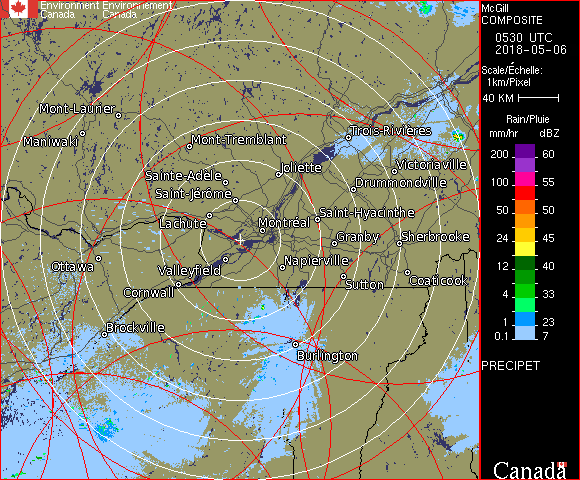 Environment Environnement
Canada Canada
McGill
COMPOSITE
0530 UTC
2018-05-06
Scale/Échelle:
1km/Pixel
40 KM
Rain/Pluie
mm/hr dBZ
200 60
155 
100 55
50 50
24 45
12 40
4 33
1 23
0.1 7
PRECIPET
Canada
Mont-Laurier
Maniwaki
Mont-Tremblant
Trois-Rivières
Joliette
Victoriaville
Sainte-Adèle
Drummondville
Saint-Jérôme
Lachute
Saint-Hyacinthe
Montréal
Granby
Sherbrooke
Ottawa
Valleyfield
Napierville
Cornwall
Sutton
Coaticook
Brockville
Burlington